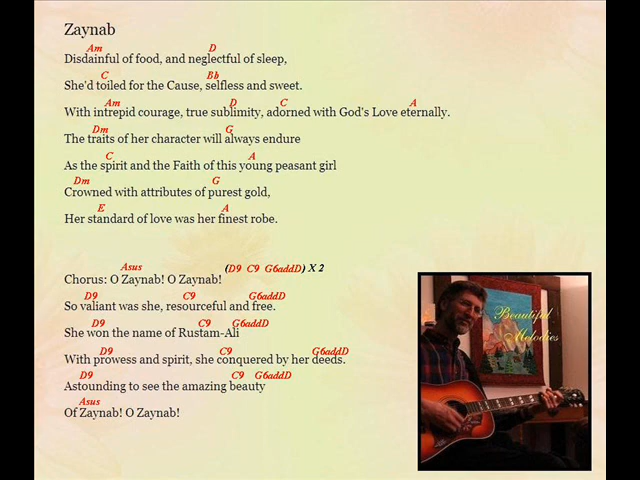 Zaynab
Am D
Disdainful of food, and neglectful of sleep,
C Bb
She'd toiled for the Cause, selfless and sweet.
Am D C A
With intrepid courage, true sublimity, adorned with God's Love eternally.
Dm G
The traits of her character will always endure
C A
As the spirit and the Faith of this young peasant girl
Dm G
Crowned with attributes of purest gold,
E A
Her standard of love was her finest robe.
Asus (D9 C9 G6addD) X 2
Chorus: O Zaynab! O Zaynab!
D9 C9 G6addD
So valiant was she, resourceful and free.
D9 C9 G6addD
She won the name of Rustam-Ali
D9 C9 G6addD
With prowess and spirit, she conquered by her deeds.
D9 C9 G6addD
Astounding to see the amazing beauty
Asus
Of Zaynab! O Zaynab!
Beautiful
Melodies